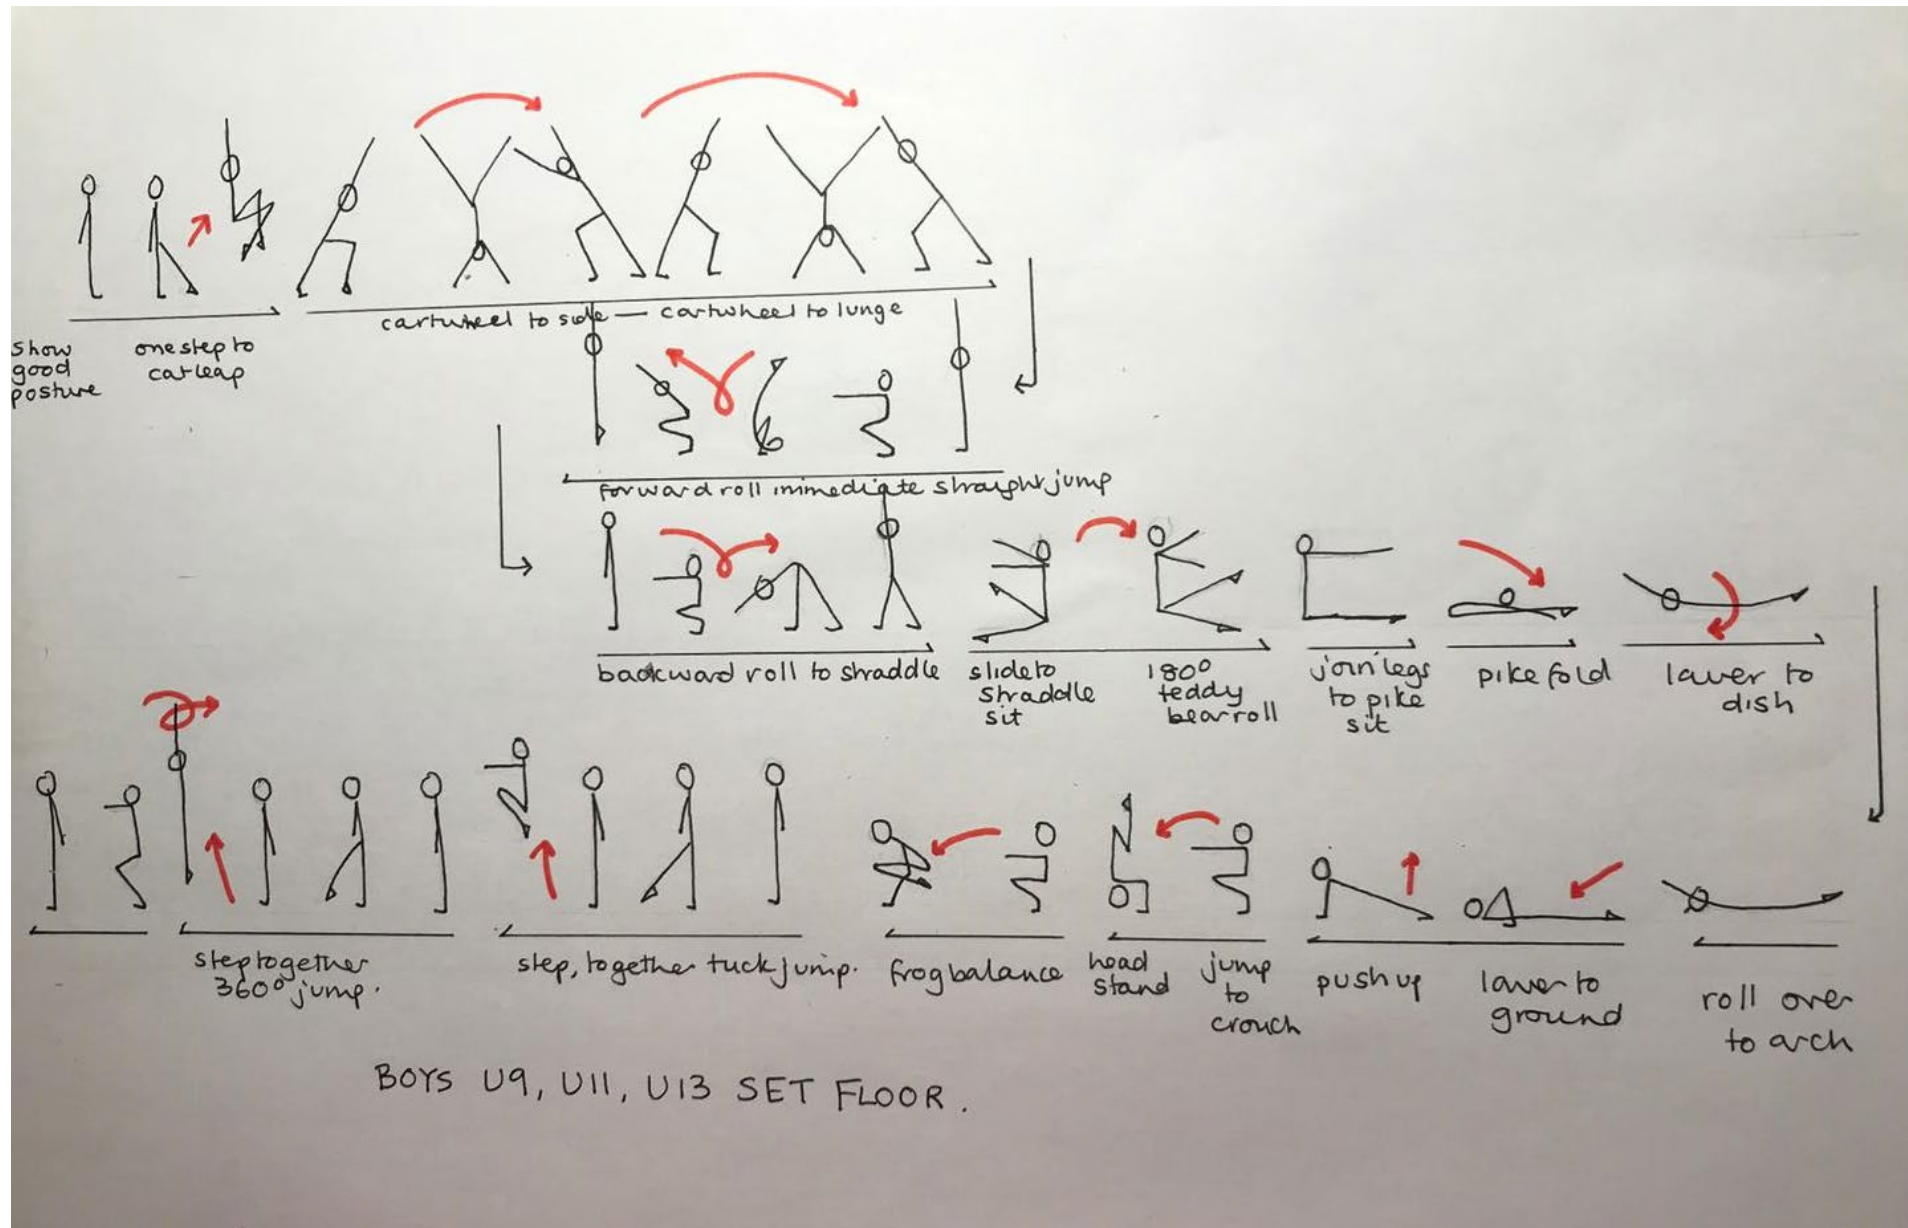 show
good
posture
one step to
cat leap
cartwheel to side — cartwheel to lunge
forward roll immediate straight jump
backward roll to straddle
slide to
straddle
sit
180°
teddy
bear roll
join legs
to pike
sit
pike fold
lower to
dish
roll over
to arch
lower to
ground
push up
jump
to
crouch
head
stand
frog balance
step, together tuck jump.
step together
360° jump.
BOYS U9, U11, U13 SET FLOOR.